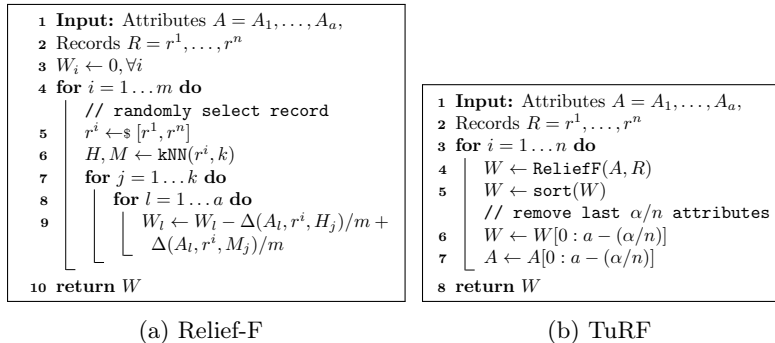 1 Input: Attributes A = A₁, . . . , Aₐ,
2 Records R = r¹, . . . , rⁿ
3 Wᵢ ← 0, ∀i
4 for i = 1 . . . m do
// randomly select record
5 rⁱ ←$ [r¹, rⁿ]
6 H, M ← kNN(rⁱ, k)
7 for j = 1 . . . k do
8 for l = 1 . . . a do
9 Wₗ ← Wₗ − Δ(Aₗ, rⁱ, Hⱼ)/m +
Δ(Aₗ, rⁱ, Mⱼ)/m
10 return W
(a) Relief-F
1 Input: Attributes A = A₁, . . . , Aₐ,
2 Records R = r¹, . . . , rⁿ
3 for i = 1 . . . n do
4 W ← ReliefF(A, R)
5 W ← sort(W)
// remove last α/n attributes
6 W ← W[0 : a − (α/n)]
7 A ← A[0 : a − (α/n)]
8 return W
(b) TuRF